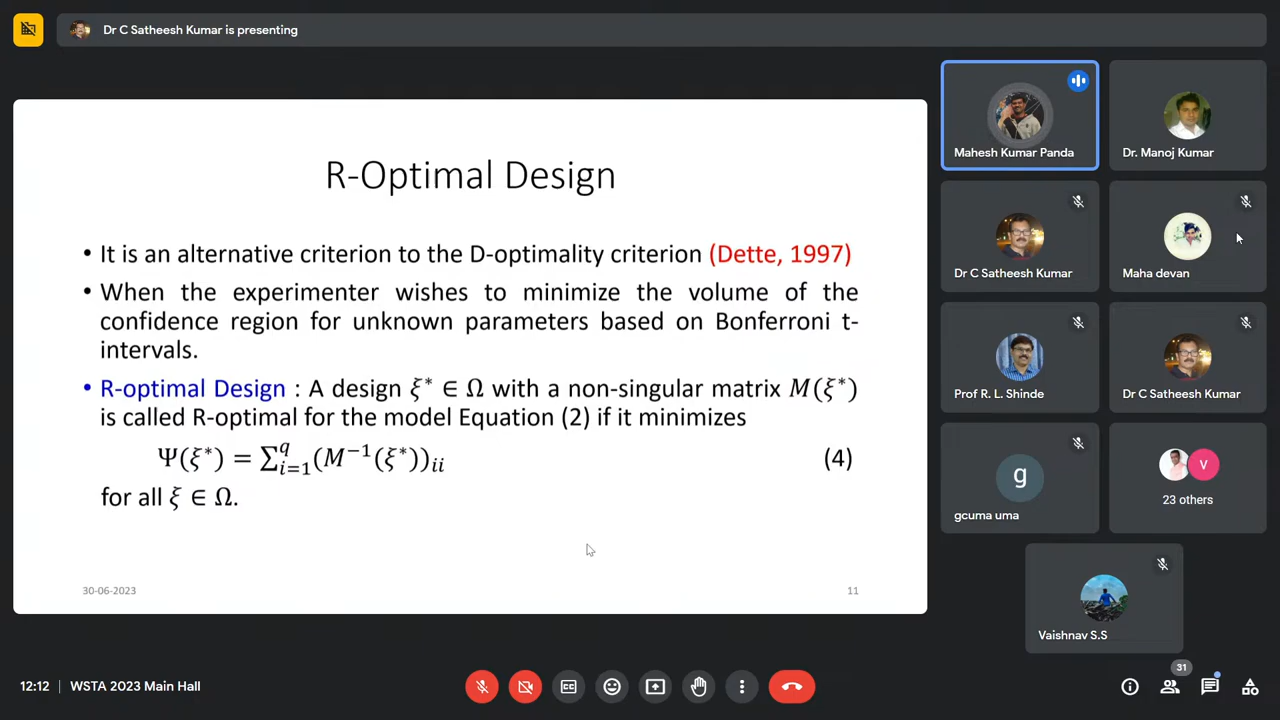 Dr C Satheesh Kumar is presenting
R-Optimal Design
• It is an alternative criterion to the D-optimality criterion (Dette, 1997)
• When the experimenter wishes to minimize the volume of the
confidence region for unknown parameters based on Bonferroni t-
intervals.
• R-optimal Design : A design ξ* ∈ Ω with a non-singular matrix M(ξ*)
is called R-optimal for the model Equation (2) if it minimizes
Ψ(ξ*) = ∑_{i=1}^{q}(M⁻¹(ξ*))_{ii} (4)
for all ξ ∈ Ω.
30-06-2023 11
Mahesh Kumar Panda
Dr. Manoj Kumar
Dr C Satheesh Kumar
Maha devan
Prof R. L. Shinde
Dr C Satheesh Kumar
g
gcuma uma
V
23 others
Vaishnav S.S
12:12 | WSTA 2023 Main Hall
CC
31